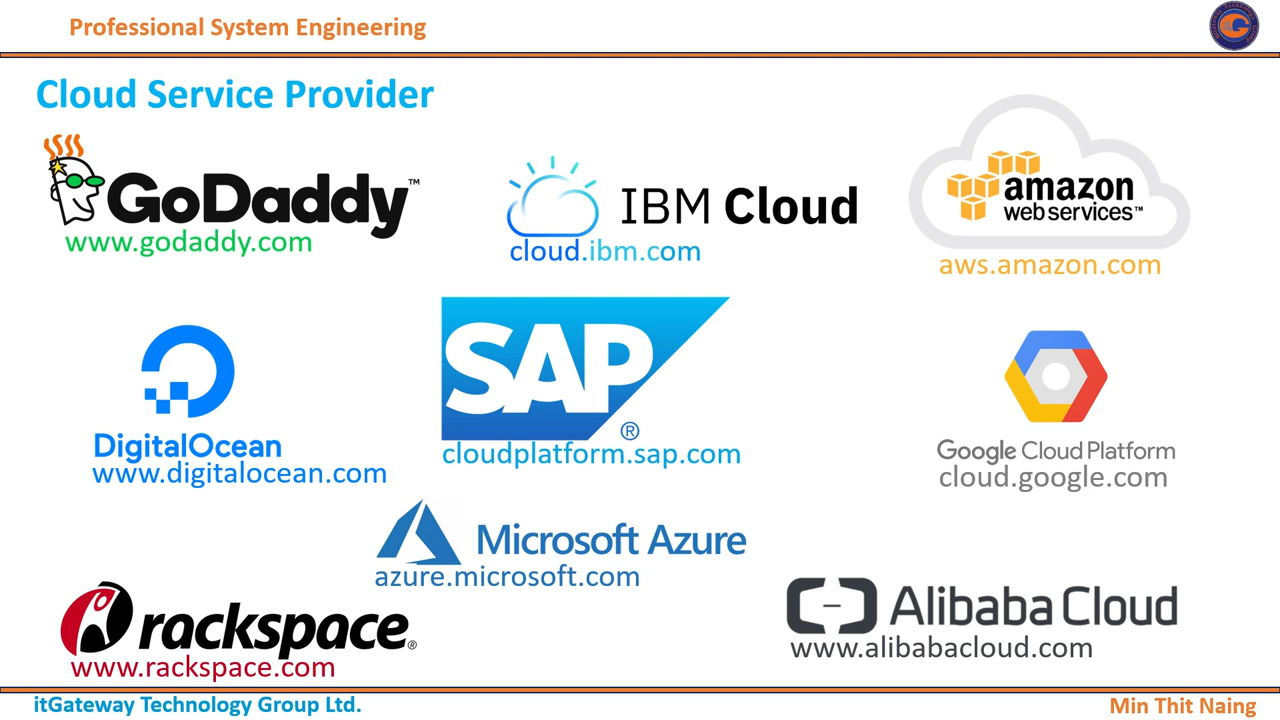 Professional System Engineering
Cloud Service Provider
GoDaddy™
www.godaddy.com
IBM Cloud
cloud.ibm.com
amazon
web services™
aws.amazon.com
DigitalOcean
www.digitalocean.com
SAP®
cloudplatform.sap.com
Google Cloud Platform
cloud.google.com
Microsoft Azure
azure.microsoft.com
rackspace®
www.rackspace.com
Alibaba Cloud
www.alibabacloud.com
itGateway Technology Group Ltd.
Min Thit Naing